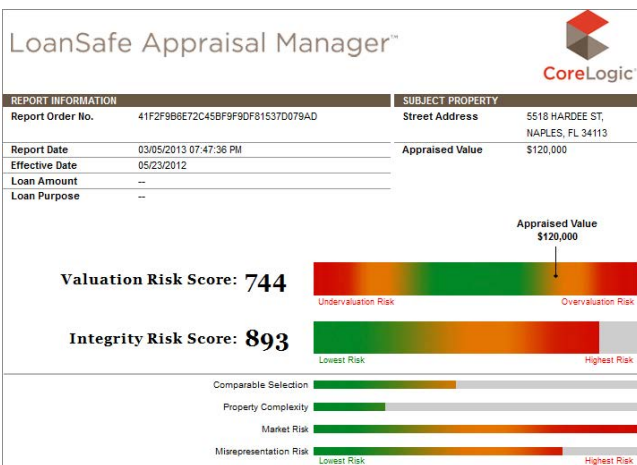 LoanSafe Appraisal Manager™
CoreLogic
REPORT INFORMATION
Report Order No. 41F2F9B6E72C45BF9F9DF81537D079AD
Report Date 03/05/2013 07:47:36 PM
Effective Date 05/23/2012
Loan Amount --
Loan Purpose --
SUBJECT PROPERTY
Street Address 5518 HARDEE ST,
NAPLES, FL 34113
Appraised Value $120,000
Appraised Value
$120,000
Valuation Risk Score: 744
Undervaluation Risk Overvaluation Risk
Integrity Risk Score: 893
Lowest Risk Highest Risk
Comparable Selection
Property Complexity
Market Risk
Misrepresentation Risk
Lowest Risk Highest Risk